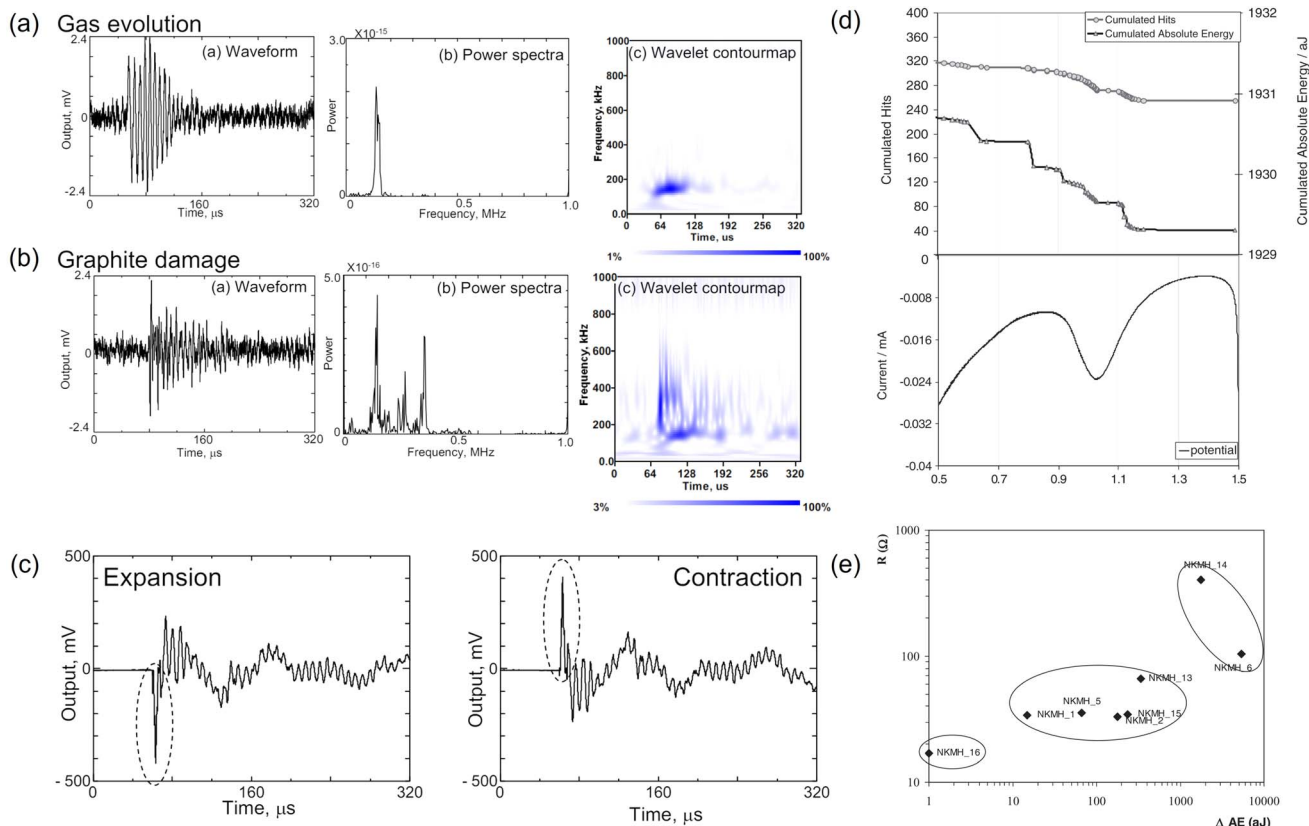 (a) Gas evolution
(a) Waveform
2.4
0
-2.4
Output, mV
0 160 320
Time, μs
(b) Power spectra
X10-15
3.0
0
Power
0 0.5 1.0
Frequency, MHz
(c) Wavelet contourmap
1000
800
600
400
200
0.0
Frequency, kHz
0 64 128 192 256 320
Time, us
1% 100%
(b) Graphite damage
(a) Waveform
2.4
0
-2.4
Output, mV
0 160 320
Time, μs
(b) Power spectra
X10-16
5.0
0
Power
0 0.5 1.0
Frequency, MHz
(c) Wavelet contourmap
1000
800
600
400
200
0.0
Frequency, kHz
0 64 128 192 256 320
Time, us
3% 100%
(c)
Expansion
500
0
-500
Output, mV
0 160 320
Time, μs
Contraction
500
0
-500
Output, mV
0 160 320
Time, μs
(d)
Cumulated Hits
Cumulated Absolute Energy
400
360
320
280
240
200
160
120
80
40
0
Cumulated Hits
1932
1931
1930
1929
Cumulated Absolute Energy / aJ
-0.008
-0.016
-0.024
-0.032
-0.04
Current / mA
potential
0.5 0.7 0.9 1.1 1.3 1.5
(e)
R (Ω)
1000
100
10
NKMH_14
NKMH_6
NKMH_13
NKMH_5
NKMH_1
NKMH_15
NKMH_2
NKMH_16
1 10 100 1000 10000
Δ AE (aJ)